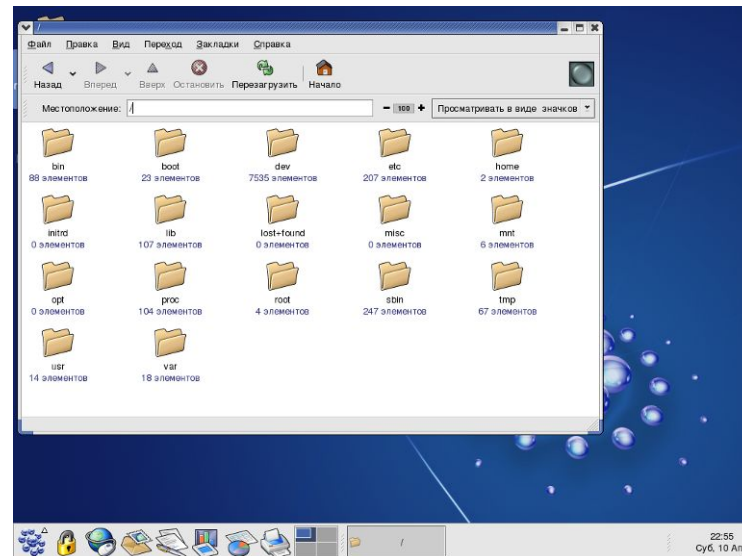 /
Файл Правка Вид Переход Закладки Справка
Назад Вперед Вверх Остановить Перезагрузить Начало
Местоположение: / 100 Просматривать в виде значков
bin boot dev etc home
88 элементов 23 элементов 7535 элементов 207 элементов 2 элементов
initrd lib lost+found misc mnt
0 элементов 107 элементов 0 элементов 0 элементов 6 элементов
opt proc root sbin tmp
0 элементов 104 элементов 4 элементов 247 элементов 67 элементов
usr var
14 элементов 18 элементов
/ 22:55
Суб, 10